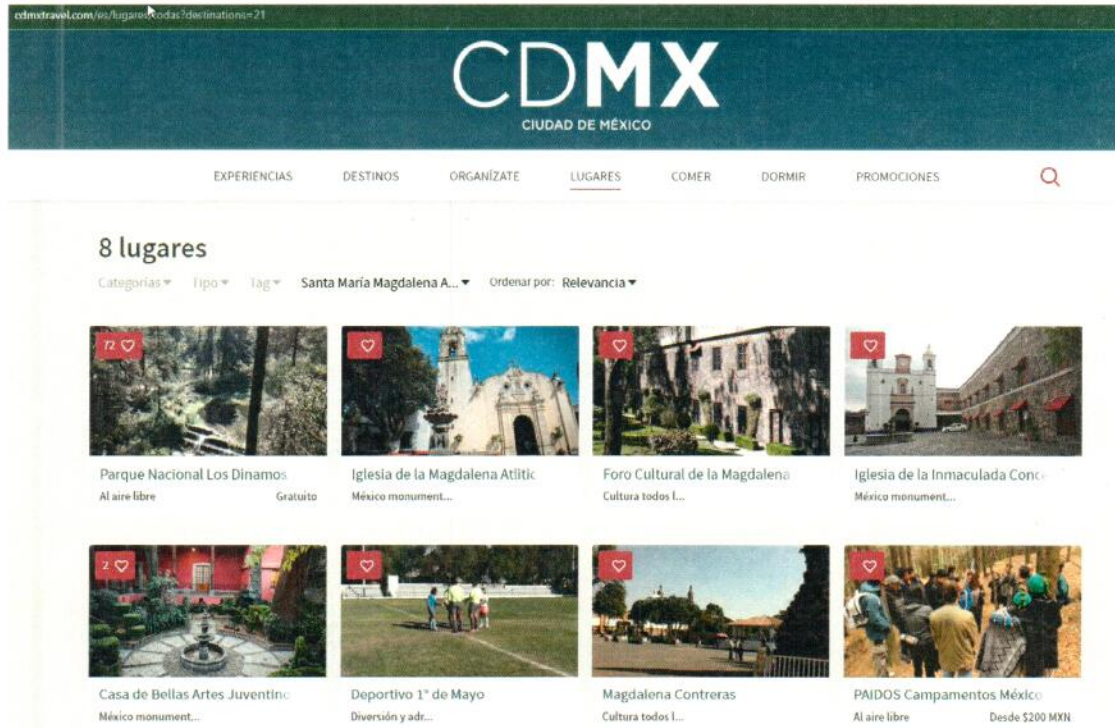 cdmxtravel.com/es/lugares/todas?destinations=21
CDMX
CIUDAD DE MÉXICO
EXPERIENCIAS DESTINOS ORGANÍZATE LUGARES COMER DORMIR PROMOCIONES
8 lugares
Categorías Tipo Tag Santa María Magdalena A... Ordenar por: Relevancia
72
Parque Nacional Los Dinamos Iglesia de la Magdalena Atlitic Foro Cultural de la Magdalena Iglesia de la Inmaculada Conce
Al aire libre Gratuito México monument... Cultura todos l... México monument...
2
Casa de Bellas Artes Juventino Deportivo 1° de Mayo Magdalena Contreras PAIDOS Campamentos México
México monument... Diversión y adr... Cultura todos l... Al aire libre Desde $200 MXN